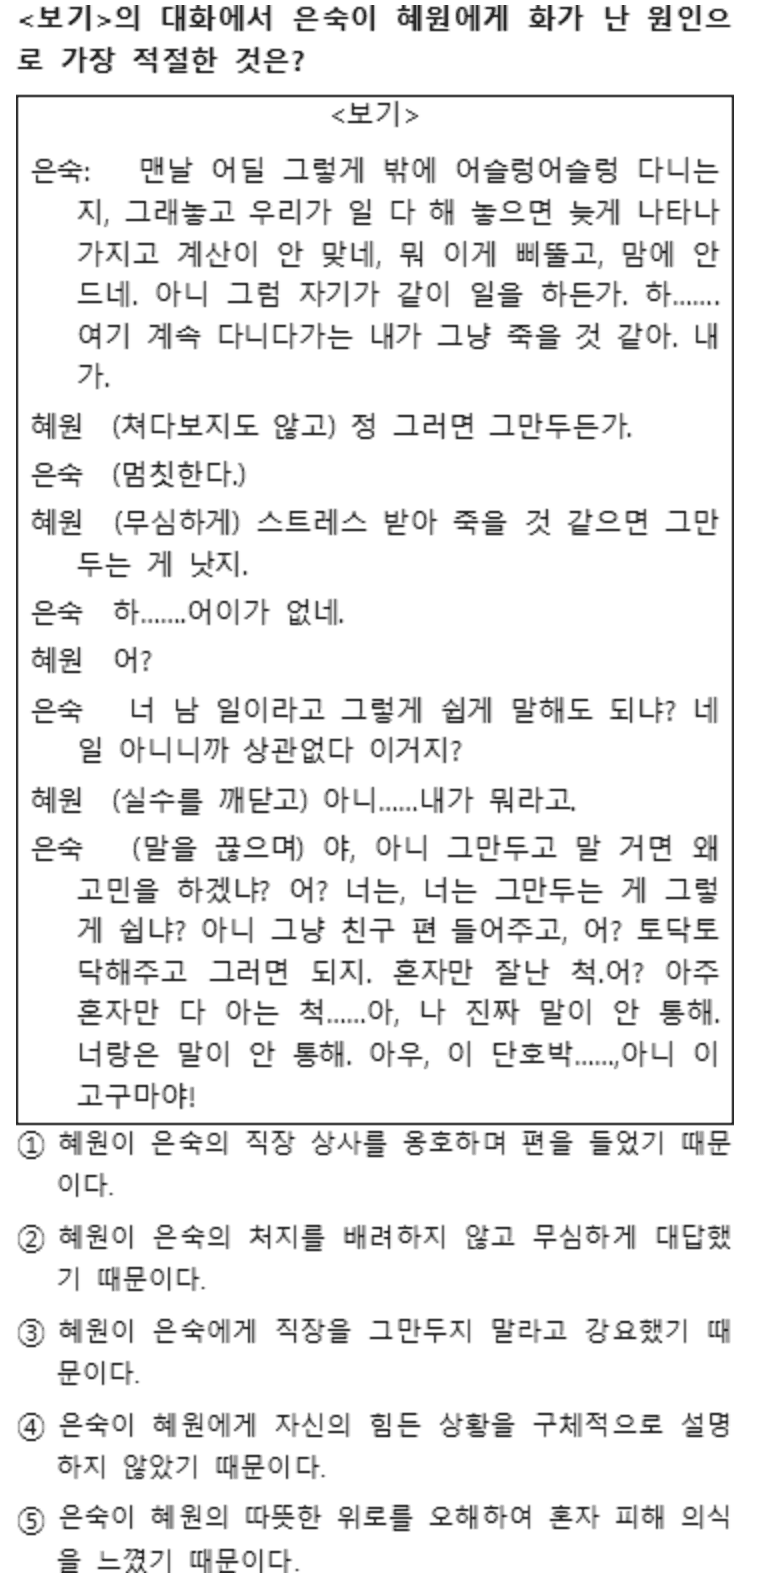 <보기>의 대화에서 은숙이 혜원에게 화가 난 원인으
로 가장 적절한 것은?
<보기>
은숙: 맨날 어딜 그렇게 밖에 어슬렁어슬렁 다니는
지, 그래놓고 우리가 일 다 해 놓으면 늦게 나타나
가지고 계산이 안 맞네, 뭐 이게 삐뚤고, 맘에 안
드네. 아니 그럼 자기가 같이 일을 하든가. 하…….
여기 계속 다니다가는 내가 그냥 죽을 것 같아. 내
가.
혜원 (쳐다보지도 않고) 정 그러면 그만두든가.
은숙 (멈칫한다.)
혜원 (무심하게) 스트레스 받아 죽을 것 같으면 그만
두는 게 낫지.
은숙 하…….어이가 없네.
혜원 어?
은숙 너 남 일이라고 그렇게 쉽게 말해도 되냐? 네
일 아니니까 상관없다 이거지?
혜원 (실수를 깨닫고) 아니……내가 뭐라고.
은숙 (말을 끊으며) 야, 아니 그만두고 말 거면 왜
고민을 하겠냐? 어? 너는, 너는 그만두는 게 그렇
게 쉽냐? 아니 그냥 친구 편 들어주고, 어? 토닥토
닥해주고 그러면 되지. 혼자만 잘난 척.어? 아주
혼자만 다 아는 척……아, 나 진짜 말이 안 통해.
너랑은 말이 안 통해. 아우, 이 단호박……,아니 이
고구마야!
① 혜원이 은숙의 직장 상사를 옹호하며 편을 들었기 때문
이다.
② 혜원이 은숙의 처지를 배려하지 않고 무심하게 대답했
기 때문이다.
③ 혜원이 은숙에게 직장을 그만두지 말라고 강요했기 때
문이다.
④ 은숙이 혜원에게 자신의 힘든 상황을 구체적으로 설명
하지 않았기 때문이다.
⑤ 은숙이 혜원의 따뜻한 위로를 오해하여 혼자 피해 의식
을 느꼈기 때문이다.